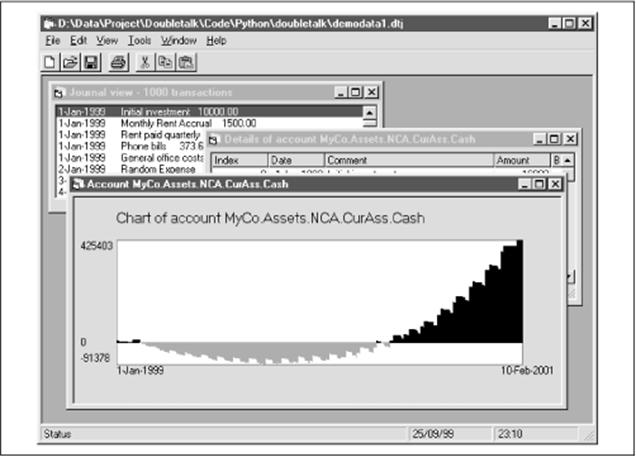 D:\Data\Project\Doubletalk\Code\Python\doubletalk\demodata1.dtj
File Edit View Tools Window Help
Journal view - 1000 transactions
1-Jan-1999 Initial investment 10000.00
1-Jan-1999 Monthly Rent Accrual 1500.00
1-Jan-1999 Rent paid quarterly
1-Jan-1999 Phone bills 373.6
1-Jan-1999 General office costs
2-Jan-1999 Random Expense
3-
4-
Details of account MyCo.Assets.NCA.CurAss.Cash
Index Date Comment Amount B
Account MyCo.Assets.NCA.CurAss.Cash
Chart of account MyCo.Assets.NCA.CurAss.Cash
425403
0
-91378
1-Jan-1999 10-Feb-2001
Status 25/09/99 23:10